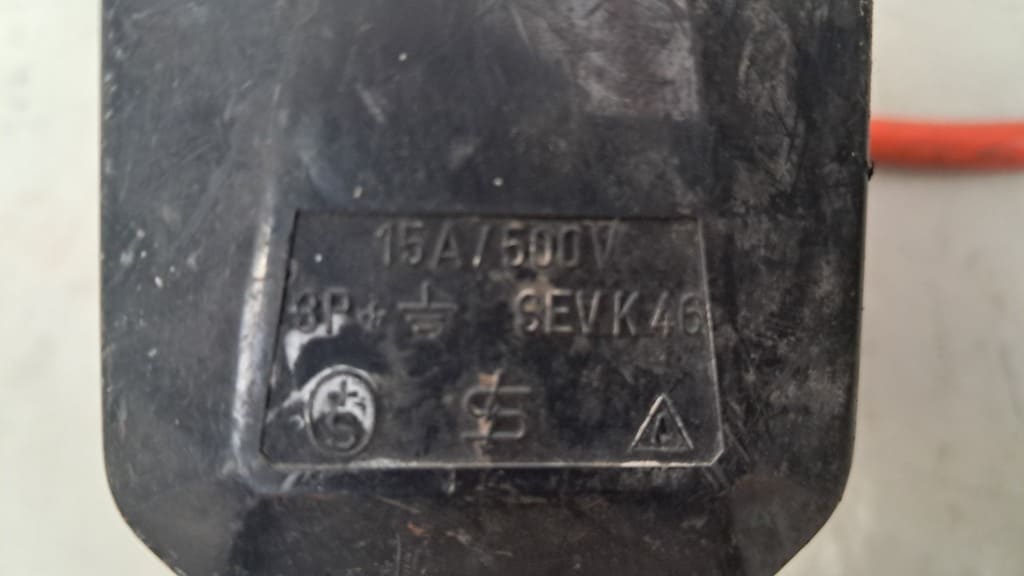 15A/500V
3P+⏚ SEV K 46
+S